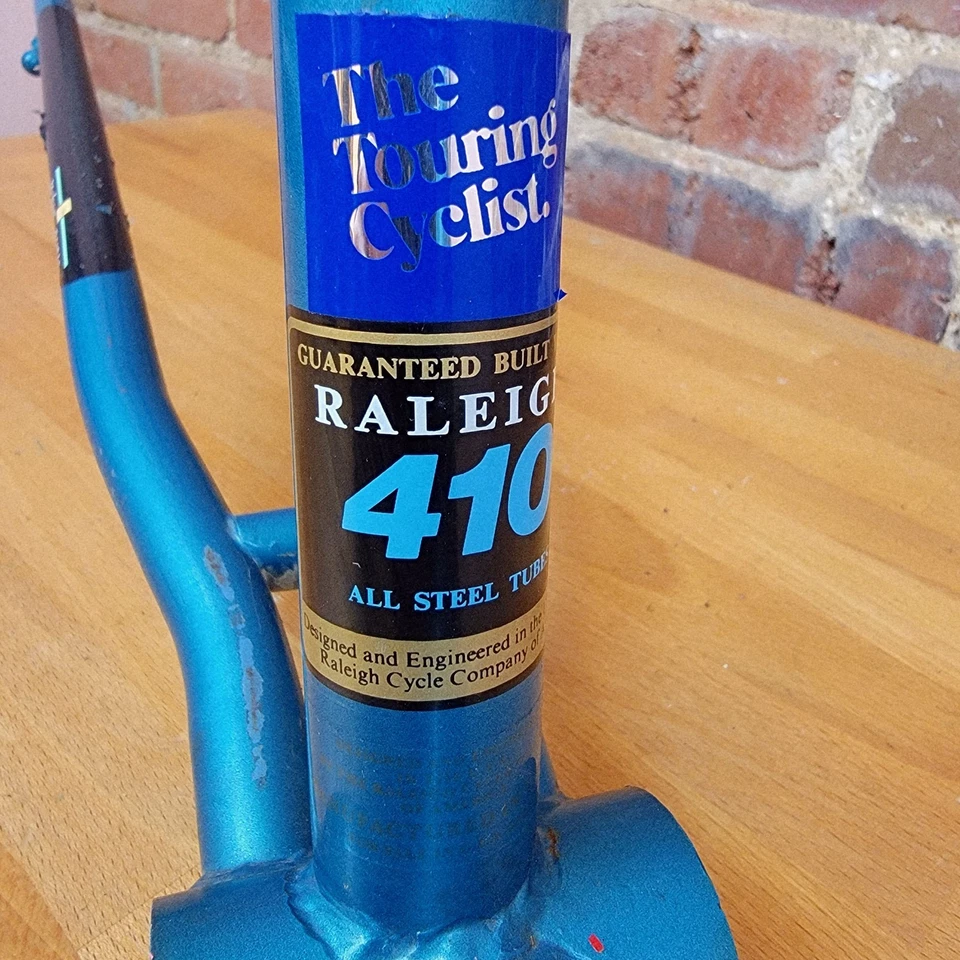 The
Touring
Cyclist.
GUARANTEED BUILT
RALEIG
410
ALL STEEL TUBE
Designed and Engineered in the
Raleigh Cycle Company of